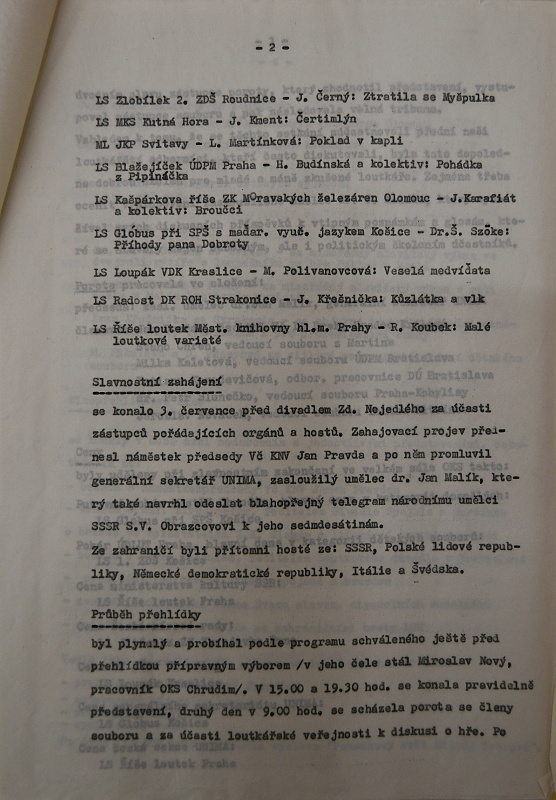 - 2 -
LS Zlobílek 2. ZDŠ Roudnice - J. Černý: Ztratila se Myšpulka
LS MKS Kutná Hora - J. Kment: Čertimlýn
ML JKP Svitavy - L. Martínková: Poklad v kapli
LS Blažejíček ÚDPM Praha - H. Budínská a kolektiv: Pohádka
z Pipináčka
LS Kašpárkova říše ZK Moravských železáren Olomouc - J.Karafiát
a kolektiv: Broučci
LS Glóbus při SPŠ s maďar. vyuč. jazykem Košice - Dr.Š. Szöke:
Příhody pana Dobroty
LS Loupák VDK Kraslice - M. Polivanovcová: Veselá medvíďata
LS Radost DK ROH Strakonice - J. Křešnička: Kůzlátka a vlk
LS Říše loutek Měst. knihovny hl.m. Prahy - R. Koubek: Malé
loutkové varieté
Slavnostní zahájení
se konalo 3. července před divadlem Zd. Nejedlého za účasti
zástupců pořádajících orgánů a hostů. Zahajovací projev před-
nesl náměstek předsedy Vč KNV Jan Pravda a po něm promluvil
generální sekretář UNIMA, zasloužilý umělec dr. Jan Malík, kte-
rý také navrhl odeslat blahopřejný telegram národnímu umělci
SSSR S.V. Obrazcovovi k jeho sedmdesátinám.
Ze zahraničí byli přítomni hosté ze: SSSR, Polské lidové repub-
liky, Německé demokratické republiky, Itálie a Švédska.
Průběh přehlídky
byl plynulý a probíhal podle programu schváleného ještě před
přehlídkou přípravným výborem /v jeho čele stál Miroslav Nový,
pracovník OKS Chrudim/. V 15.00 a 19.30 hod. se konala pravidelně
představení, druhý den v 9.00 hod. se scházela porota se členy
souboru a za účasti loutkářské veřejnosti k diskusi o hře. Po